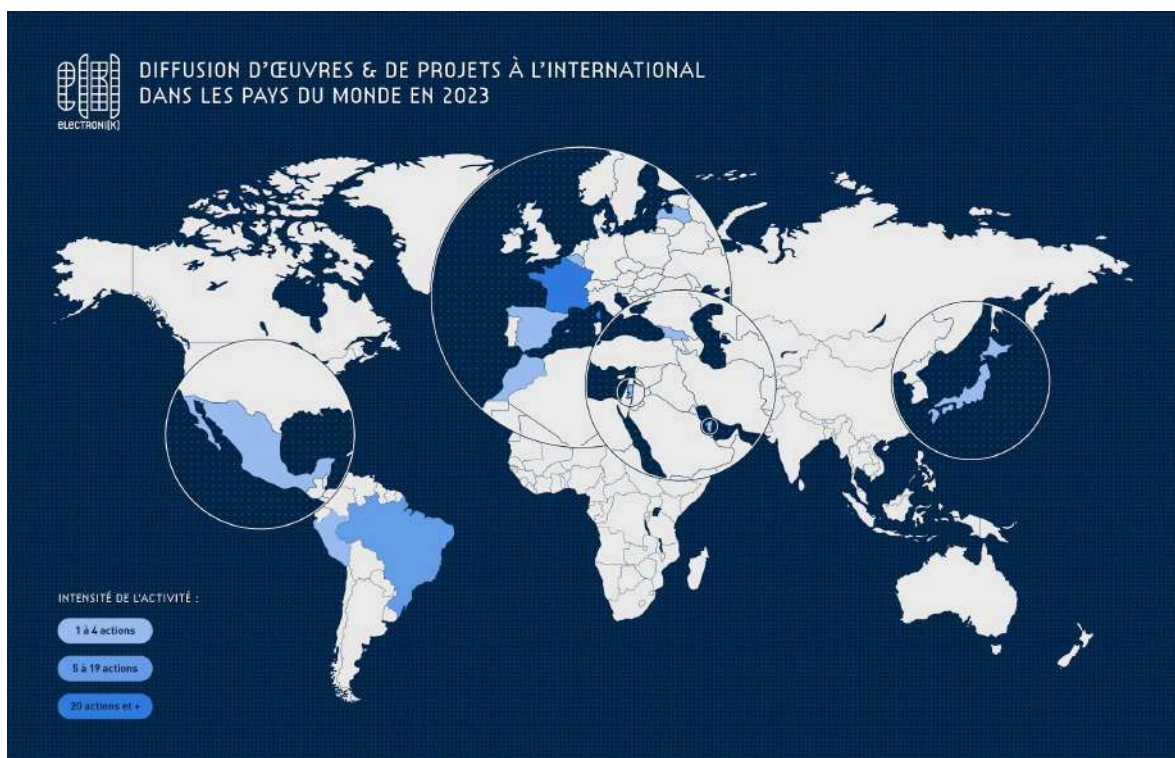 DIFFUSION D'ŒUVRES & DE PROJETS À L'INTERNATIONAL
DANS LES PAYS DU MONDE EN 2023
ELECTRONI[K]
INTENSITÉ DE L'ACTIVITÉ :
1 à 4 actions
5 à 19 actions
20 actions et +